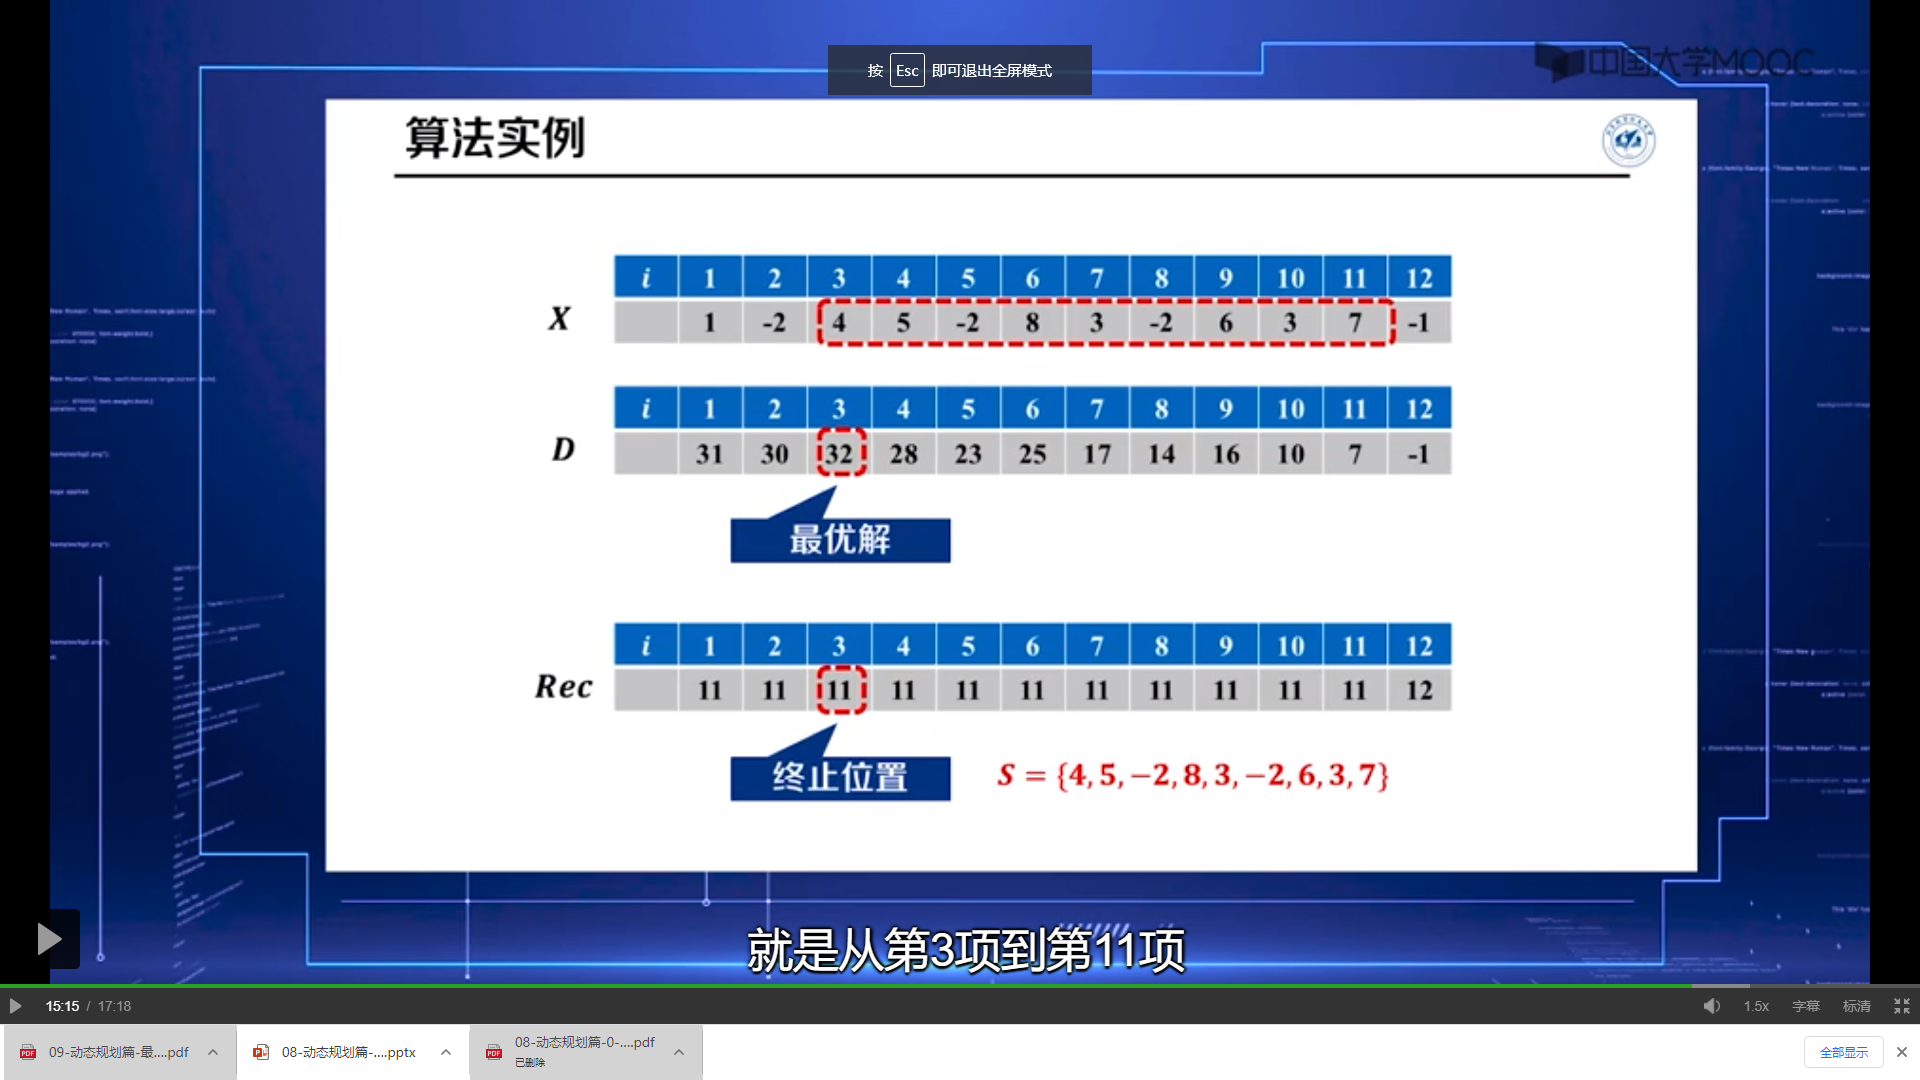 中国大学MOOC
按 Esc 即可退出全屏模式
算法实例
i 1 2 3 4 5 6 7 8 9 10 11 12
X 1 -2 4 5 -2 8 3 -2 6 3 7 -1
i 1 2 3 4 5 6 7 8 9 10 11 12
D 31 30 32 28 23 25 17 14 16 10 7 -1
最优解
i 1 2 3 4 5 6 7 8 9 10 11 12
Rec 11 11 11 11 11 11 11 11 11 11 11 12
终止位置
S = {4, 5, −2, 8, 3, −2, 6, 3, 7}
就是从第3项到第11项
15:15 / 17:18
1.5x 字幕 标清
09-动态规划篇-最....pdf
08-动态规划篇-....pptx
08-动态规划篇-0-....pdf
已删除
全部显示